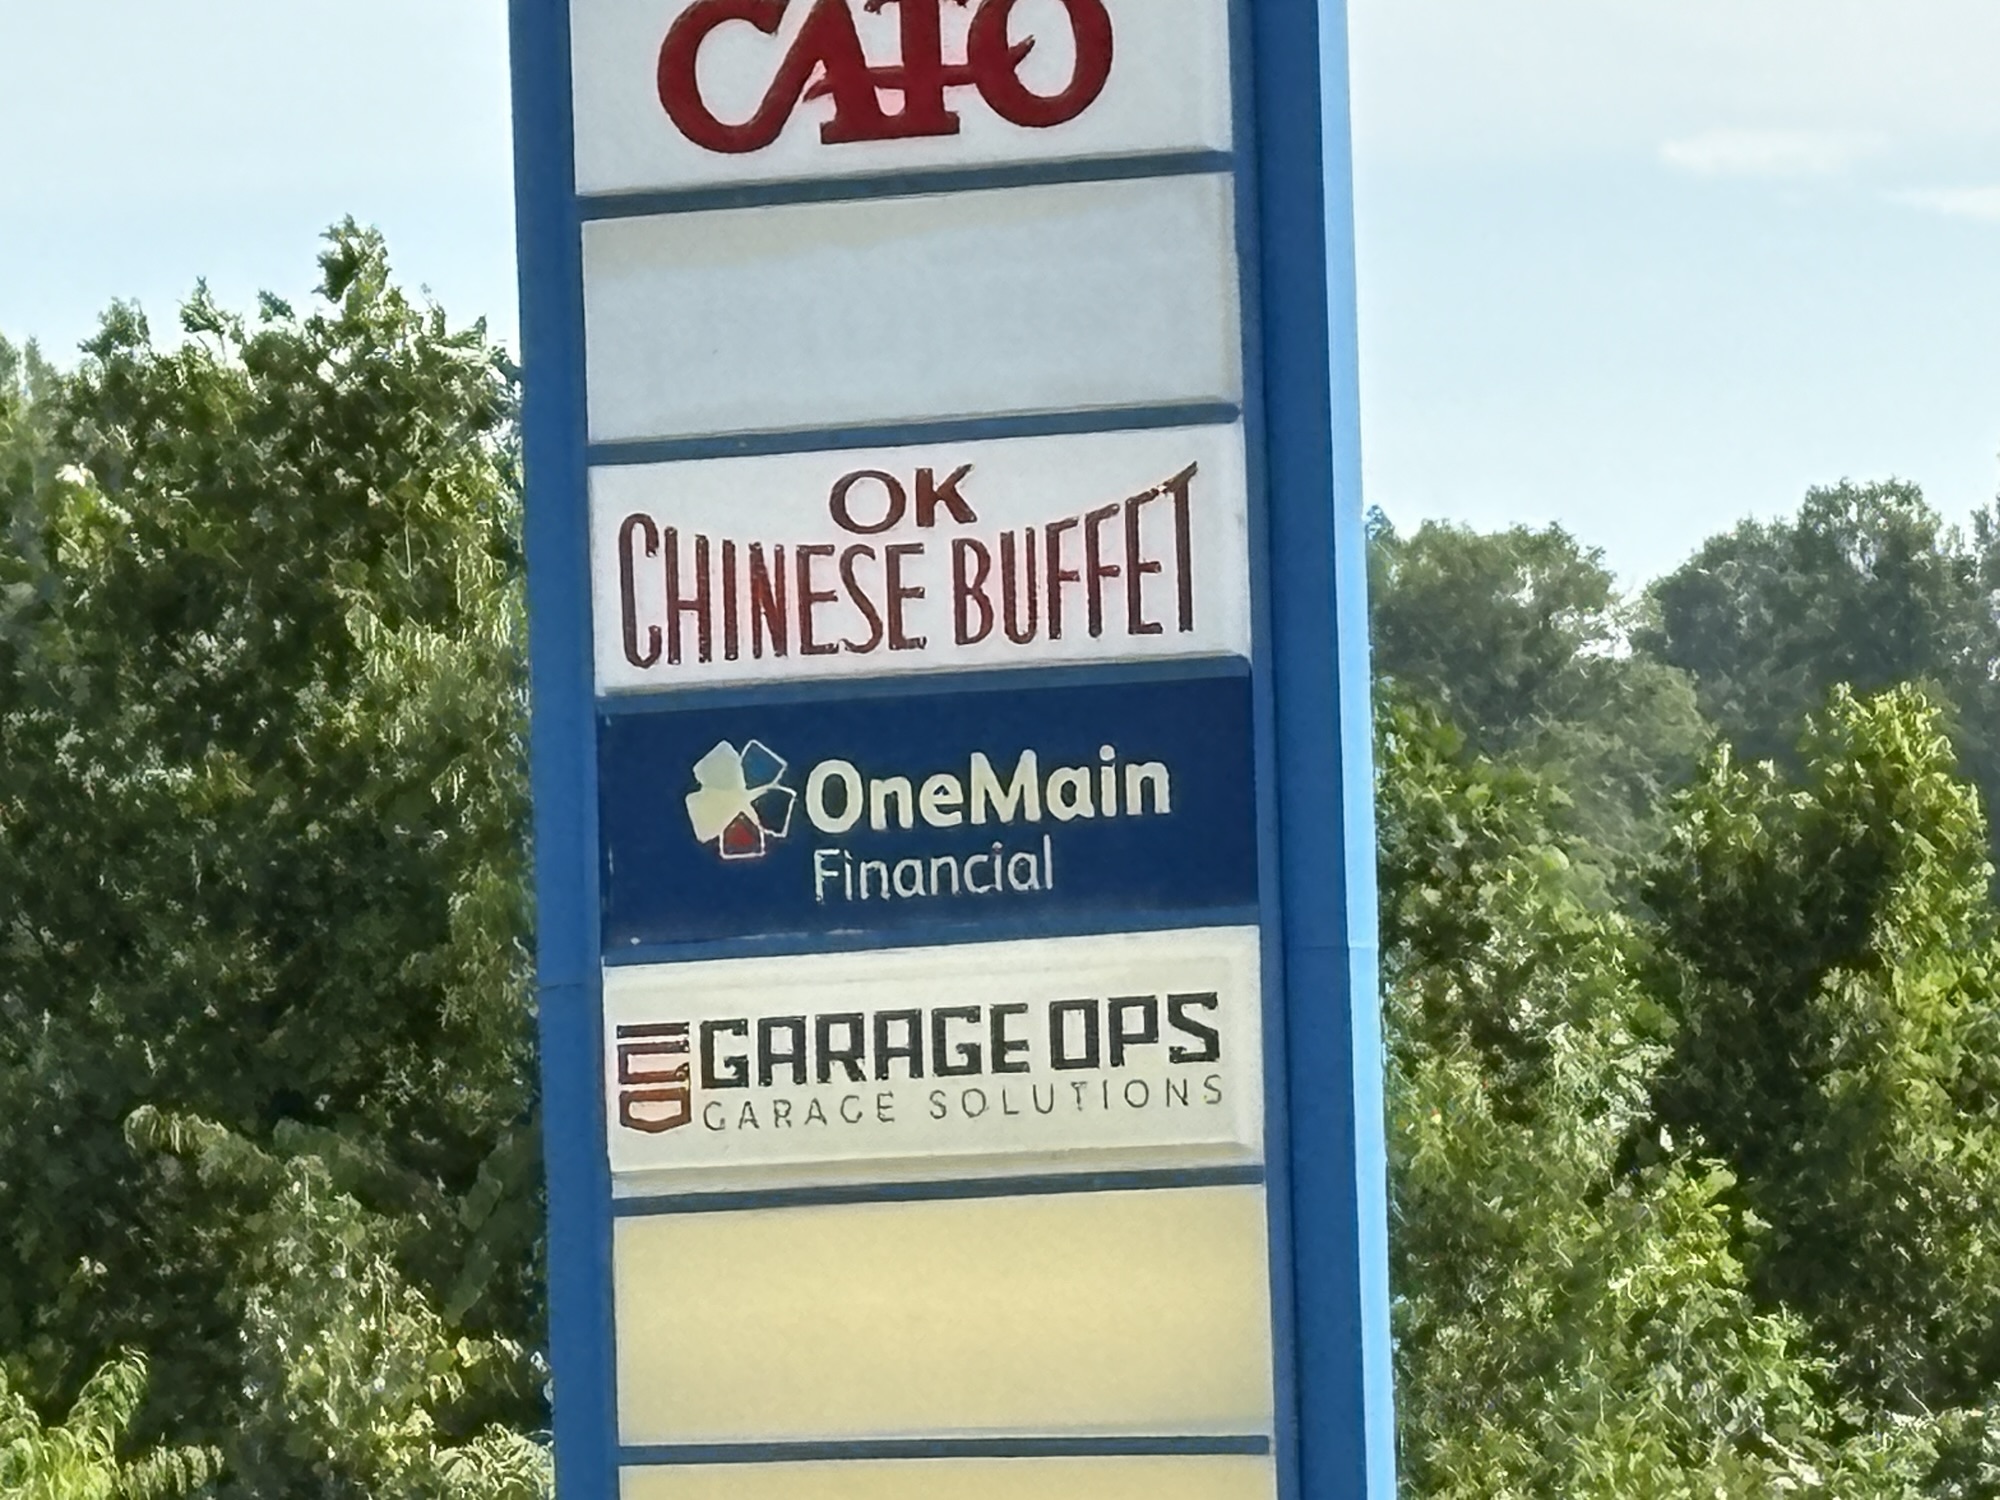 CATO
OK
CHINESE BUFFET
OneMain
Financial
GARAGE OPS
GARAGE SOLUTIONS